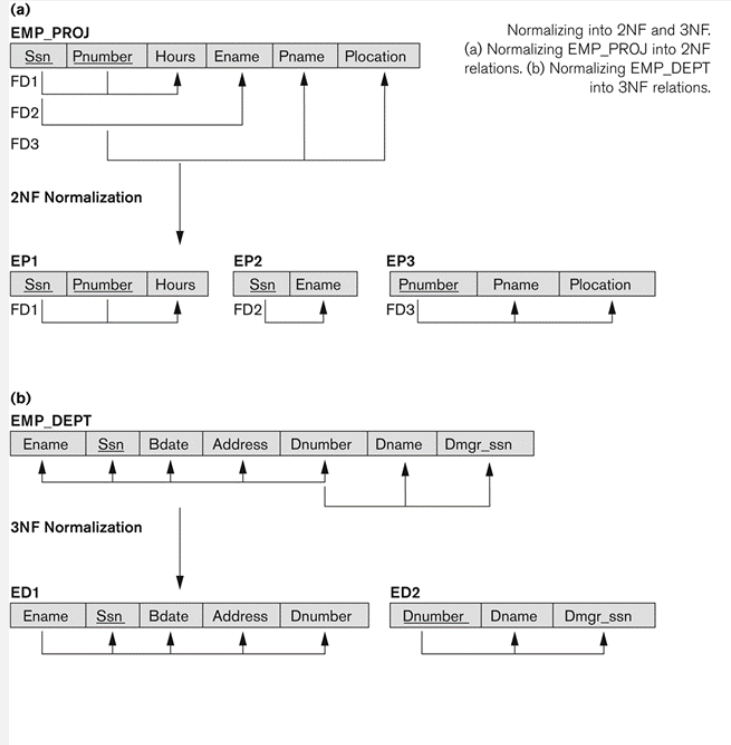 (a)
EMP_PROJ
Ssn Pnumber Hours Ename Pname Plocation
FD1
FD2
FD3
Normalizing into 2NF and 3NF.
(a) Normalizing EMP_PROJ into 2NF
relations. (b) Normalizing EMP_DEPT
into 3NF relations.
2NF Normalization
EP1
Ssn Pnumber Hours
FD1
EP2
Ssn Ename
FD2
EP3
Pnumber Pname Plocation
FD3
(b)
EMP_DEPT
Ename Ssn Bdate Address Dnumber Dname Dmgr_ssn
3NF Normalization
ED1
Ename Ssn Bdate Address Dnumber
ED2
Dnumber Dname Dmgr_ssn